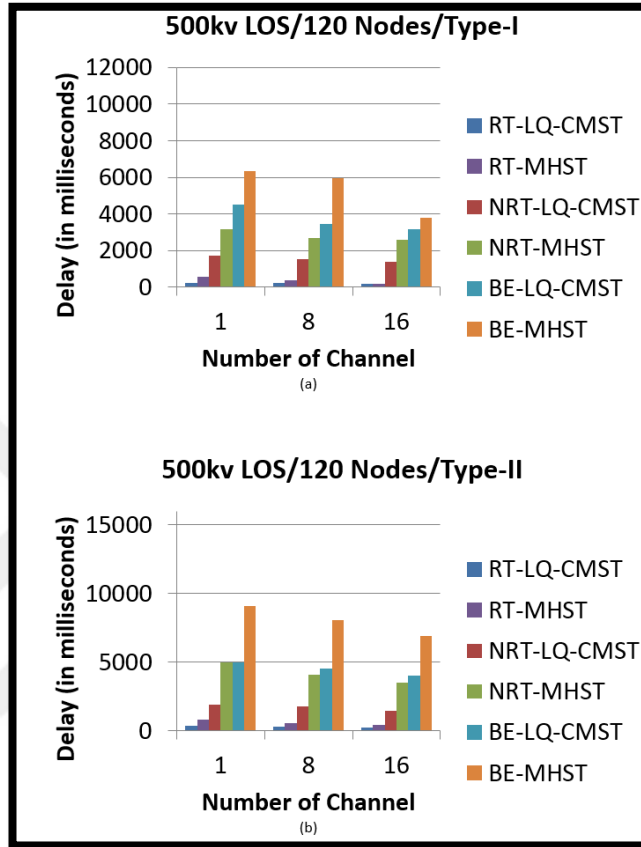 500kv LOS/120 Nodes/Type-I
12000
10000
8000
6000
4000
2000
0
Delay (in milliseconds)
1 8 16
Number of Channel
(a)
RT-LQ-CMST
RT-MHST
NRT-LQ-CMST
NRT-MHST
BE-LQ-CMST
BE-MHST
500kv LOS/120 Nodes/Type-II
15000
10000
5000
0
Delay (in milliseconds)
1 8 16
Number of Channel
(b)
RT-LQ-CMST
RT-MHST
NRT-LQ-CMST
NRT-MHST
BE-LQ-CMST
BE-MHST